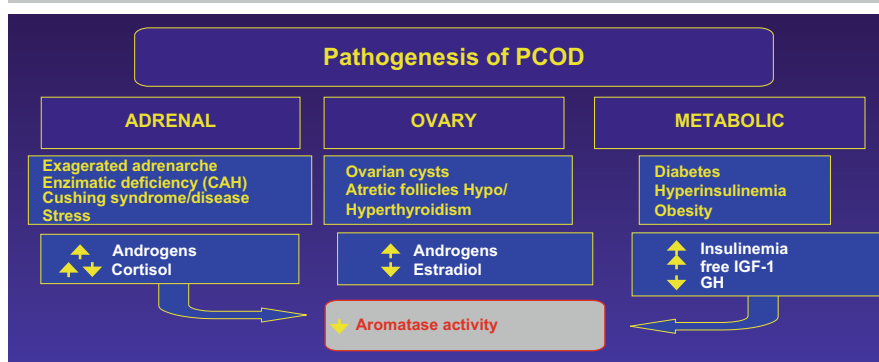 Pathogenesis of PCOD
ADRENAL
Exagerated adrenarche
Enzimatic deficiency (CAH)
Cushing syndrome/disease
Stress
Androgens
Cortisol
OVARY
Ovarian cysts
Atretic follicles Hypo/
Hyperthyroidism
Androgens
Estradiol
METABOLIC
Diabetes
Hyperinsulinemia
Obesity
Insulinemia
free IGF-1
GH
Aromatase activity